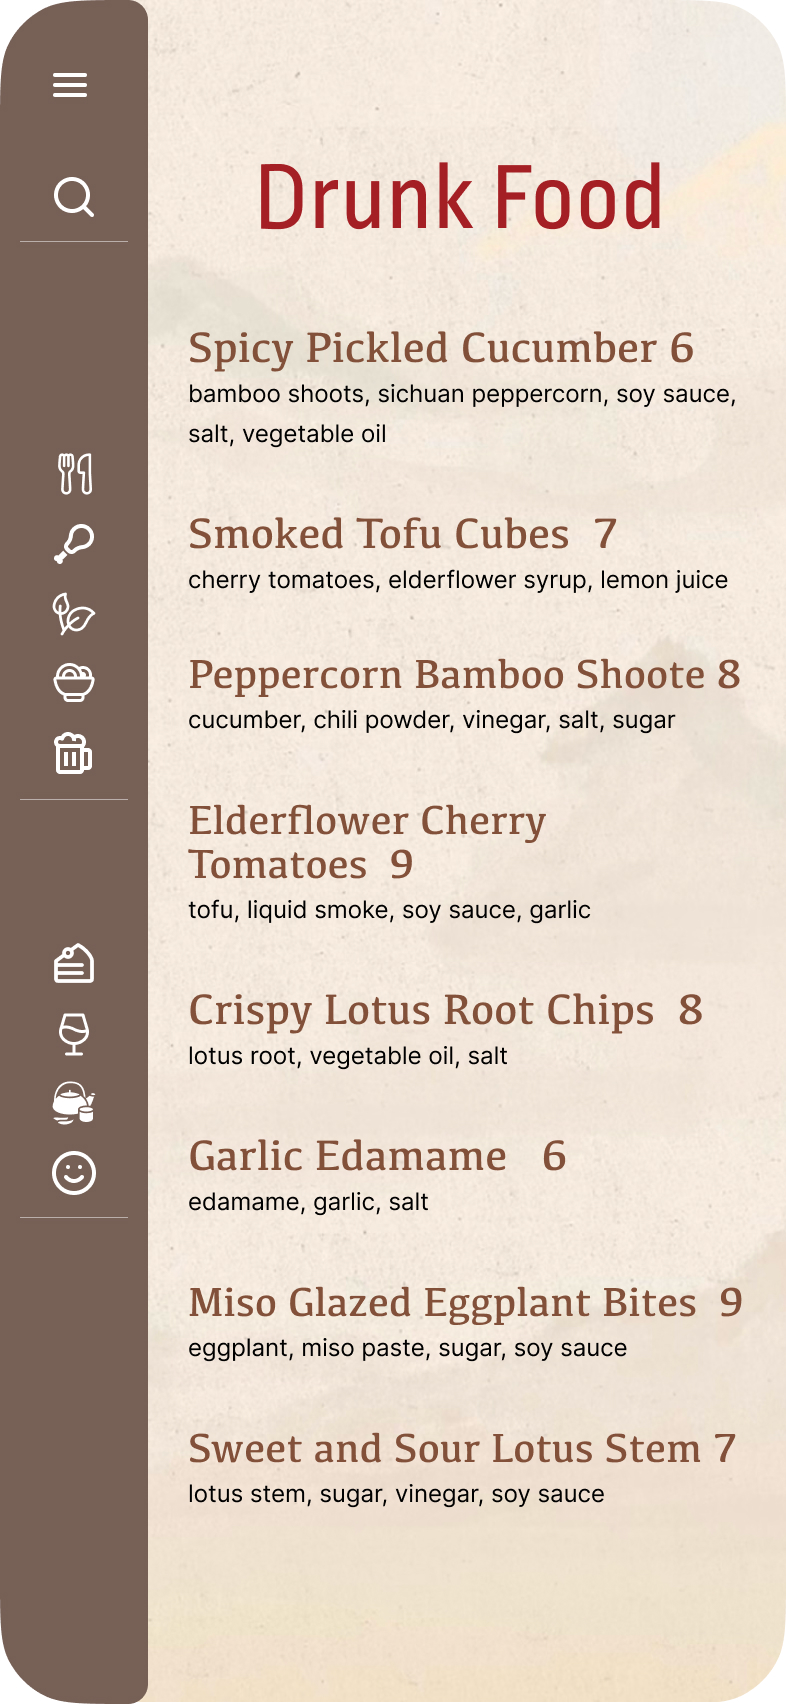 Drunk Food
Spicy Pickled Cucumber 6
bamboo shoots, sichuan peppercorn, soy sauce,
salt, vegetable oil
Smoked Tofu Cubes 7
cherry tomatoes, elderflower syrup, lemon juice
Peppercorn Bamboo Shoote 8
cucumber, chili powder, vinegar, salt, sugar
Elderflower Cherry
Tomatoes 9
tofu, liquid smoke, soy sauce, garlic
Crispy Lotus Root Chips 8
lotus root, vegetable oil, salt
Garlic Edamame 6
edamame, garlic, salt
Miso Glazed Eggplant Bites 9
eggplant, miso paste, sugar, soy sauce
Sweet and Sour Lotus Stem 7
lotus stem, sugar, vinegar, soy sauce